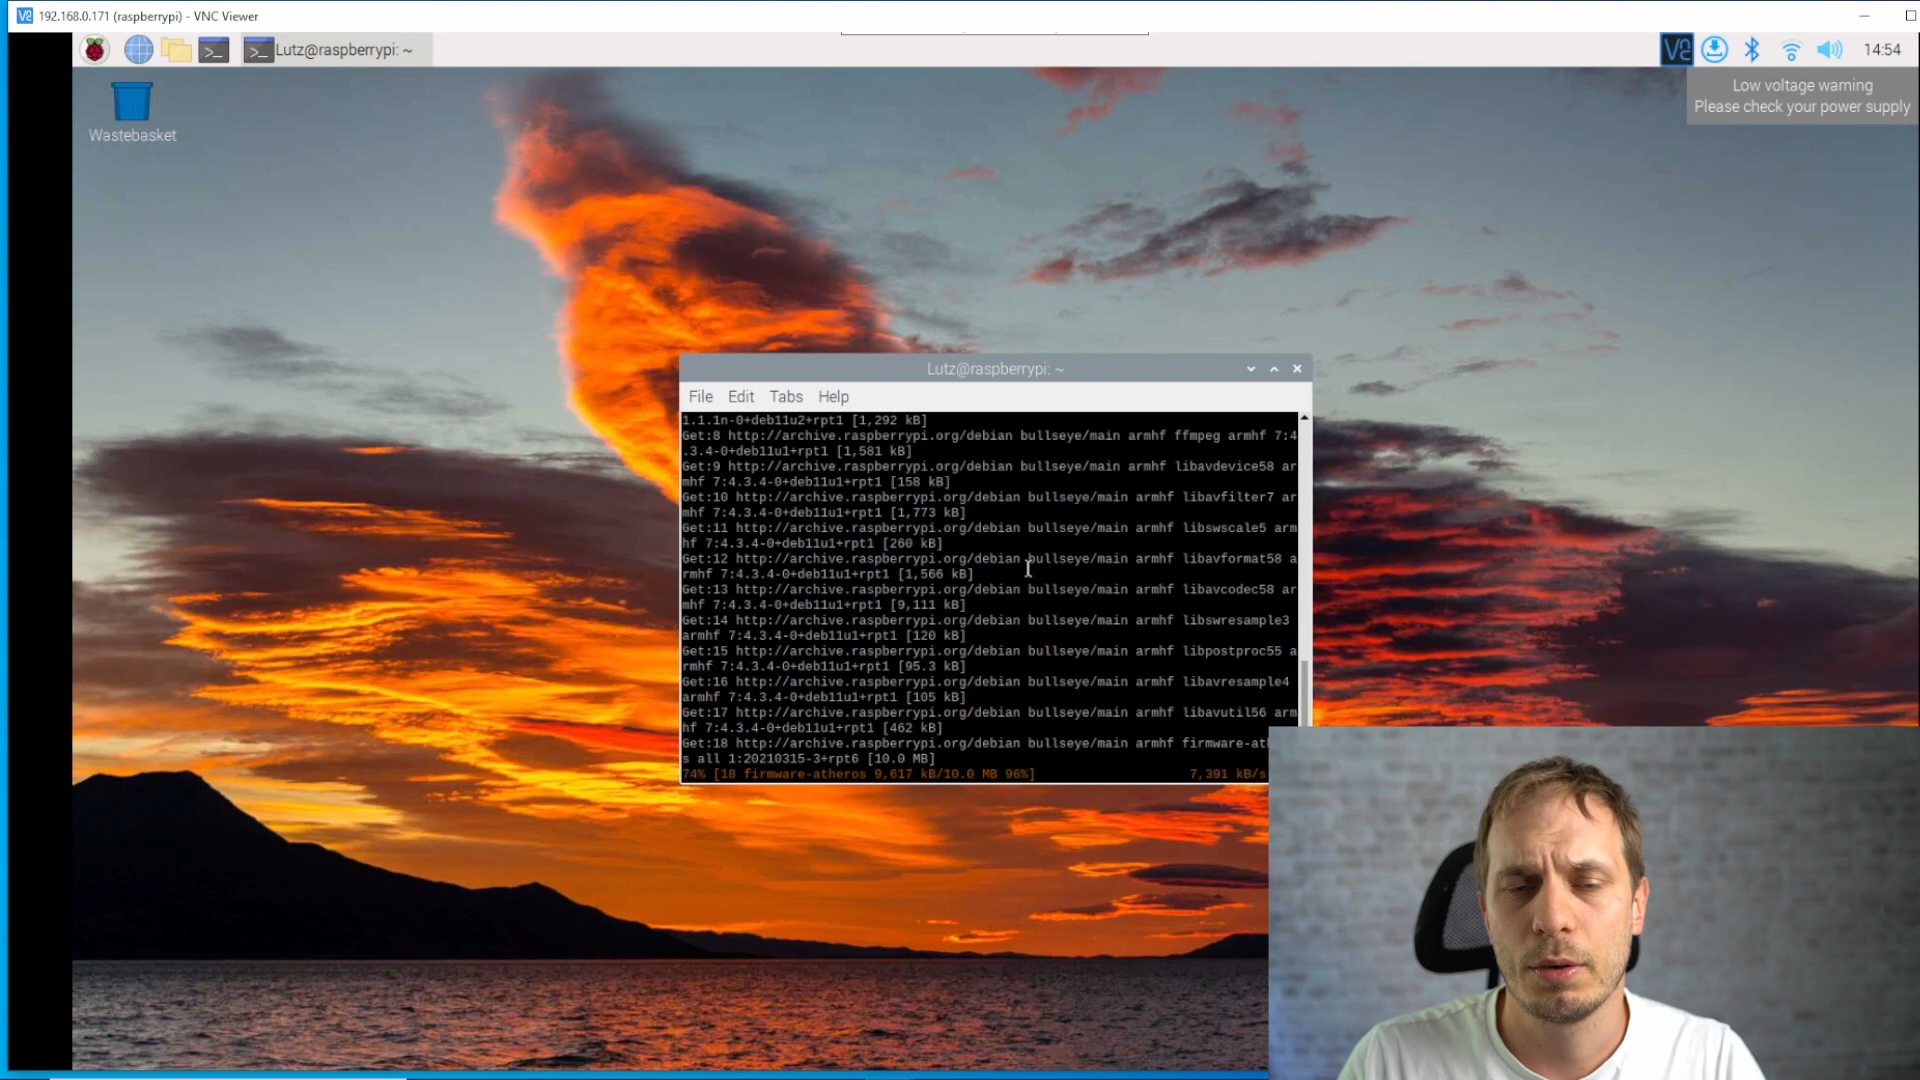 192.168.0.171 (raspberrypi) - VNC Viewer
Lutz@raspberrypi: ~
14:54
Low voltage warning
Please check your power supply
Wastebasket
Lutz@raspberrypi: ~
File Edit Tabs Help
1.1.1n-0+deb11u2+rpt1 [1,292 kB]
Get:8 http://archive.raspberrypi.org/debian bullseye/main armhf ffmpeg armhf 7:4
.3.4-0+deb11u1+rpt1 [1,581 kB]
Get:9 http://archive.raspberrypi.org/debian bullseye/main armhf libavdevice58 ar
mhf 7:4.3.4-0+deb11u1+rpt1 [158 kB]
Get:10 http://archive.raspberrypi.org/debian bullseye/main armhf libavfilter7 ar
mhf 7:4.3.4-0+deb11u1+rpt1 [1,773 kB]
Get:11 http://archive.raspberrypi.org/debian bullseye/main armhf libswscale5 arm
hf 7:4.3.4-0+deb11u1+rpt1 [260 kB]
Get:12 http://archive.raspberrypi.org/debian bullseye/main armhf libavformat58 a
rmhf 7:4.3.4-0+deb11u1+rpt1 [1,566 kB]
Get:13 http://archive.raspberrypi.org/debian bullseye/main armhf libavcodec58 ar
mhf 7:4.3.4-0+deb11u1+rpt1 [9,111 kB]
Get:14 http://archive.raspberrypi.org/debian bullseye/main armhf libswresample3
armhf 7:4.3.4-0+deb11u1+rpt1 [120 kB]
Get:15 http://archive.raspberrypi.org/debian bullseye/main armhf libpostproc55 a
rmhf 7:4.3.4-0+deb11u1+rpt1 [95.3 kB]
Get:16 http://archive.raspberrypi.org/debian bullseye/main armhf libavresample4
armhf 7:4.3.4-0+deb11u1+rpt1 [105 kB]
Get:17 http://archive.raspberrypi.org/debian bullseye/main armhf libavutil56 arm
hf 7:4.3.4-0+deb11u1+rpt1 [462 kB]
Get:18 http://archive.raspberrypi.org/debian bullseye/main armhf firmware-ath
s all 1:20210315-3+rpt6 [10.0 MB]
74% [18 firmware-atheros 9,617 kB/10.0 MB 96%] 7,391 kB/s